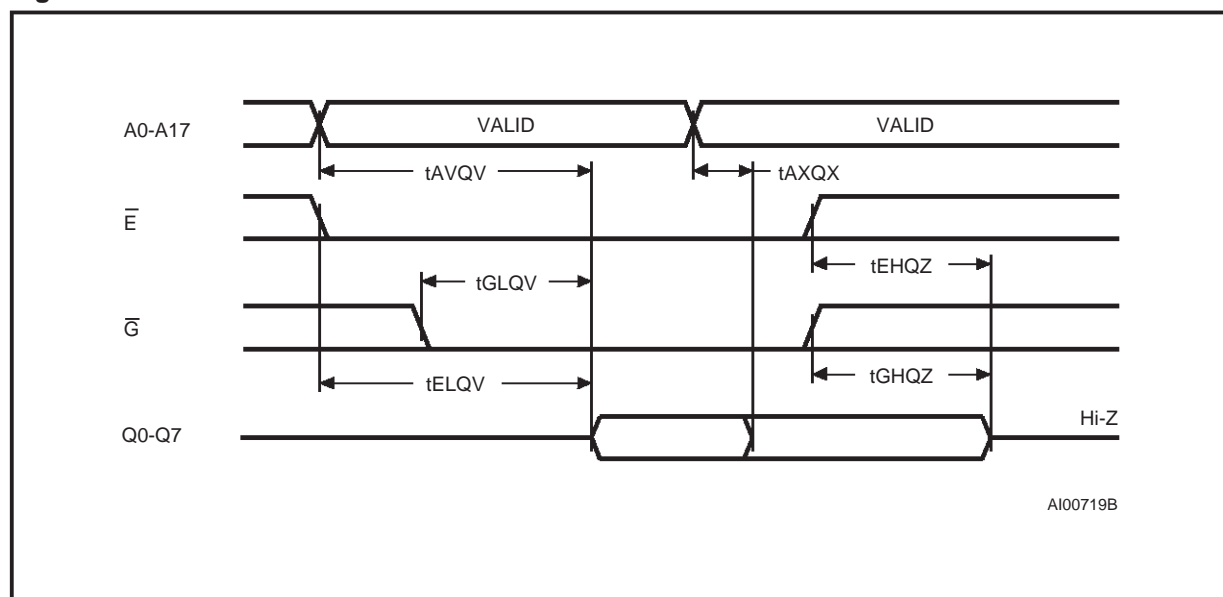 A0-A17
VALID
VALID
tAVQV
tAXQX
E̅
tEHQZ
tGLQV
G̅
tELQV
tGHQZ
Q0-Q7
Hi-Z
AI00719B